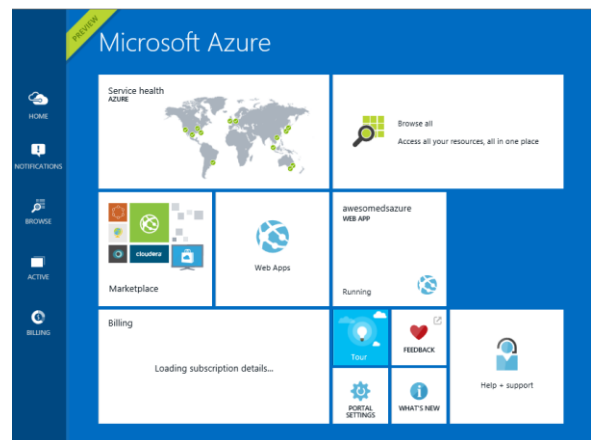 PREVIEW
Microsoft Azure
HOME
NOTIFICATIONS
BROWSE
ACTIVE
BILLING
Service health
AZURE
Browse all
Access all your resources, all in one place
cloudera
Marketplace
Web Apps
awesomedsazure
WEB APP
Running
Billing
Loading subscription details...
Tour
FEEDBACK
PORTAL
SETTINGS
WHAT'S NEW
Help + support